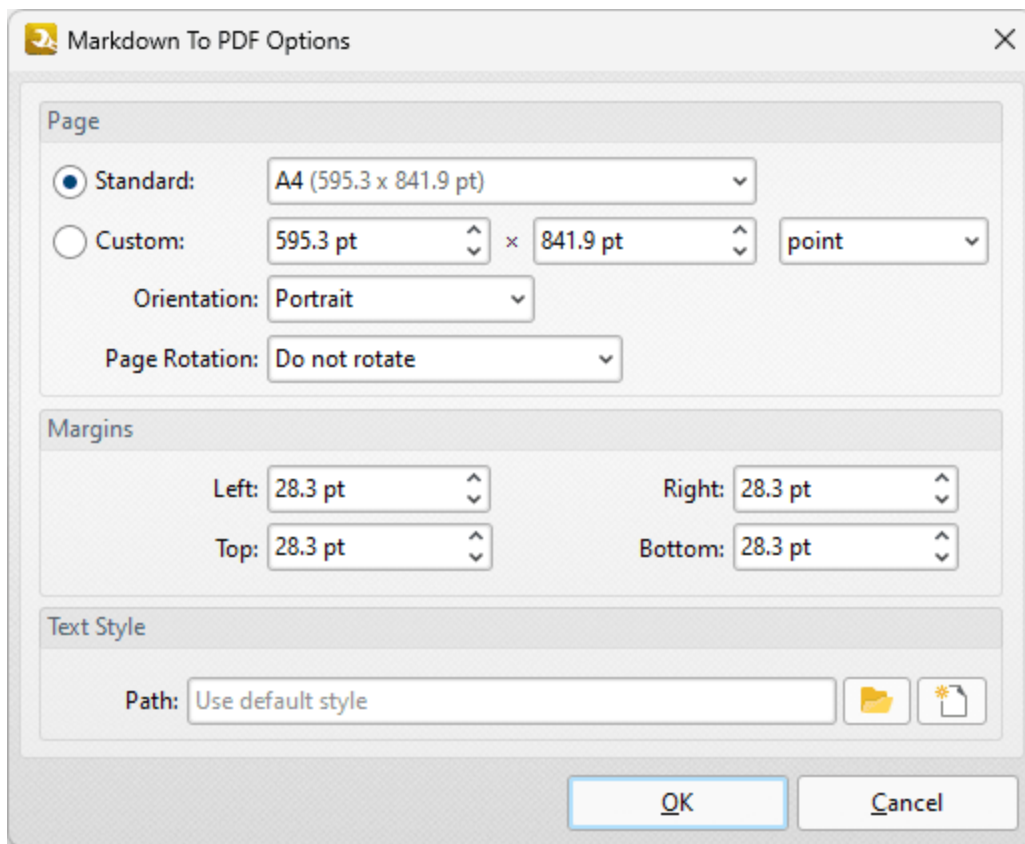 Markdown To PDF Options
Page
Standard: A4 (595.3 x 841.9 pt)
Custom: 595.3 pt × 841.9 pt point
Orientation: Portrait
Page Rotation: Do not rotate
Margins
Left: 28.3 pt Right: 28.3 pt
Top: 28.3 pt Bottom: 28.3 pt
Text Style
Path: Use default style
OK Cancel